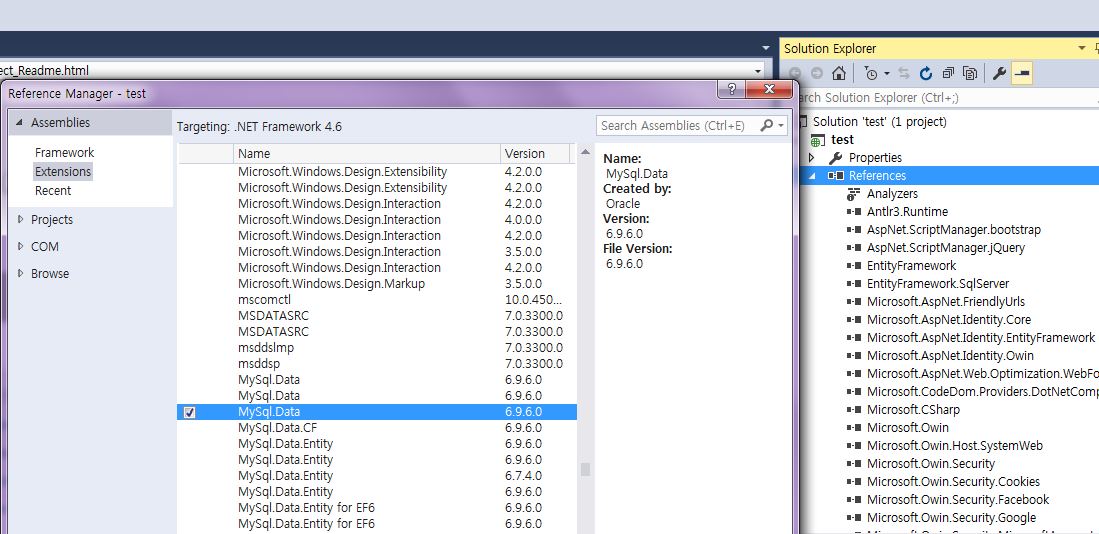 ect_Readme.html
Reference Manager - test
Assemblies
Framework
Extensions
Recent
Projects
COM
Browse
Targeting: .NET Framework 4.6
Search Assemblies (Ctrl+E)
Name Version
Microsoft.Windows.Design.Extensibility 4.2.0.0
Microsoft.Windows.Design.Extensibility 4.2.0.0
Microsoft.Windows.Design.Interaction 4.2.0.0
Microsoft.Windows.Design.Interaction 4.0.0.0
Microsoft.Windows.Design.Interaction 4.2.0.0
Microsoft.Windows.Design.Interaction 3.5.0.0
Microsoft.Windows.Design.Interaction 4.2.0.0
Microsoft.Windows.Design.Markup 3.5.0.0
mscomctl 10.0.450...
MSDATASRC 7.0.3300.0
MSDATASRC 7.0.3300.0
msddslmp 7.0.3300.0
msddsp 7.0.3300.0
MySql.Data 6.9.6.0
MySql.Data 6.9.6.0
MySql.Data 6.9.6.0
MySql.Data.CF 6.9.6.0
MySql.Data.Entity 6.9.6.0
MySql.Data.Entity 6.9.6.0
MySql.Data.Entity 6.7.4.0
MySql.Data.Entity 6.9.6.0
MySql.Data.Entity for EF6 6.9.6.0
MySql.Data.Entity for EF6 6.9.6.0
Name:
MySql.Data
Created by:
Oracle
Version:
6.9.6.0
File Version:
6.9.6.0
Solution Explorer
rch Solution Explorer (Ctrl+;)
Solution 'test' (1 project)
test
Properties
References
Analyzers
Antlr3.Runtime
AspNet.ScriptManager.bootstrap
AspNet.ScriptManager.jQuery
EntityFramework
EntityFramework.SqlServer
Microsoft.AspNet.FriendlyUrls
Microsoft.AspNet.Identity.Core
Microsoft.AspNet.Identity.EntityFramework
Microsoft.AspNet.Identity.Owin
Microsoft.AspNet.Web.Optimization.WebFo
Microsoft.CodeDom.Providers.DotNetComp
Microsoft.CSharp
Microsoft.Owin
Microsoft.Owin.Host.SystemWeb
Microsoft.Owin.Security
Microsoft.Owin.Security.Cookies
Microsoft.Owin.Security.Facebook
Microsoft.Owin.Security.Google